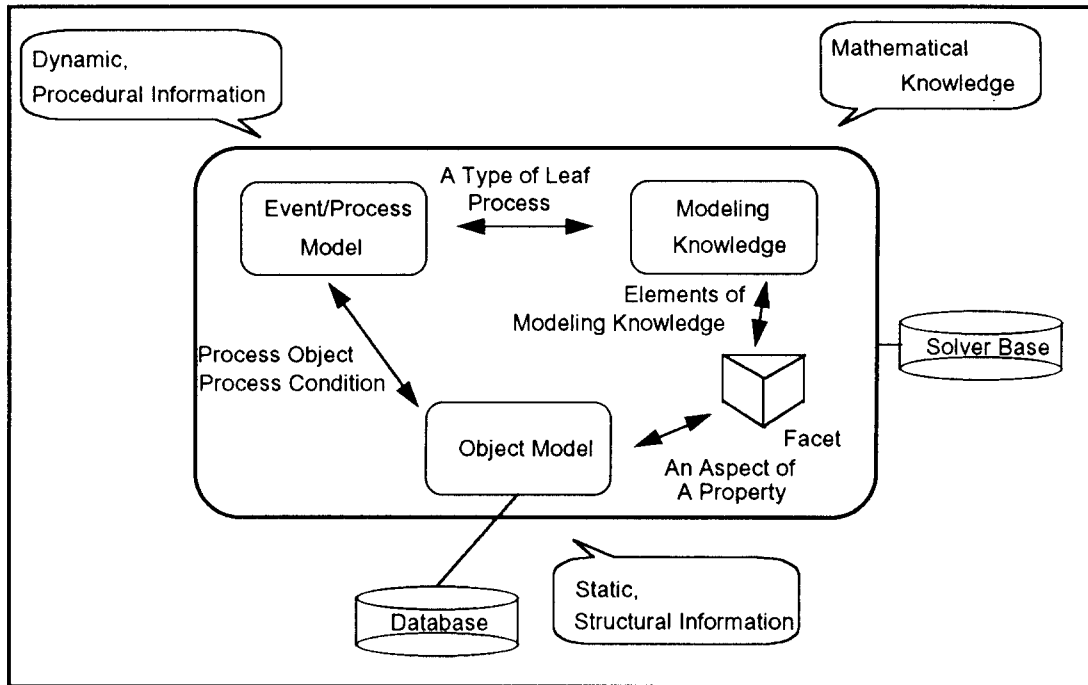 Dynamic,
Procedural Information
Mathematical
Knowledge
A Type of Leaf
Process
Event/Process
Model
Modeling
Knowledge
Elements of
Modeling Knowledge
Process Object
Process Condition
Solver Base
Object Model
Facet
An Aspect of
A Property
Static,
Structural Information
Database